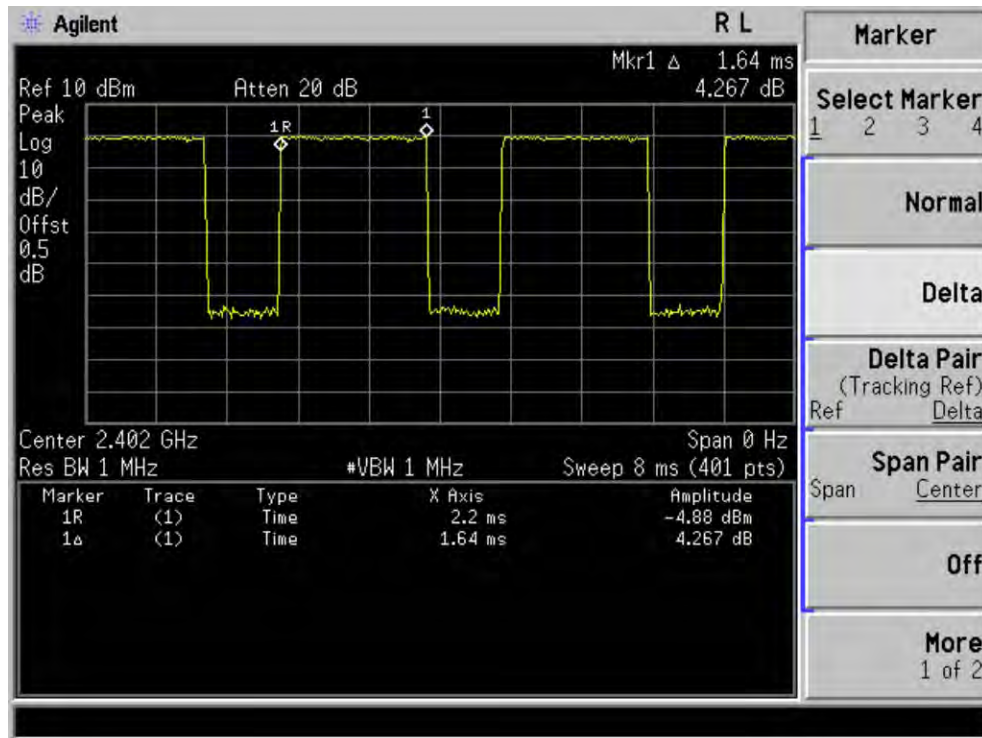 Agilent
R L
Mkr1 Δ 1.64 ms
Ref 10 dBm Atten 20 dB 4.267 dB
Peak
Log
10
dB/
Offst
0.5
dB
1R
1
Center 2.402 GHz Span 0 Hz
Res BW 1 MHz #VBW 1 MHz Sweep 8 ms (401 pts)
Marker Trace Type X Axis Amplitude
1R (1) Time 2.2 ms -4.88 dBm
1Δ (1) Time 1.64 ms 4.267 dB
Marker
Select Marker
1 2 3 4
Normal
Delta
Delta Pair
(Tracking Ref)
Ref Delta
Span Pair
Span Center
Off
More
1 of 2